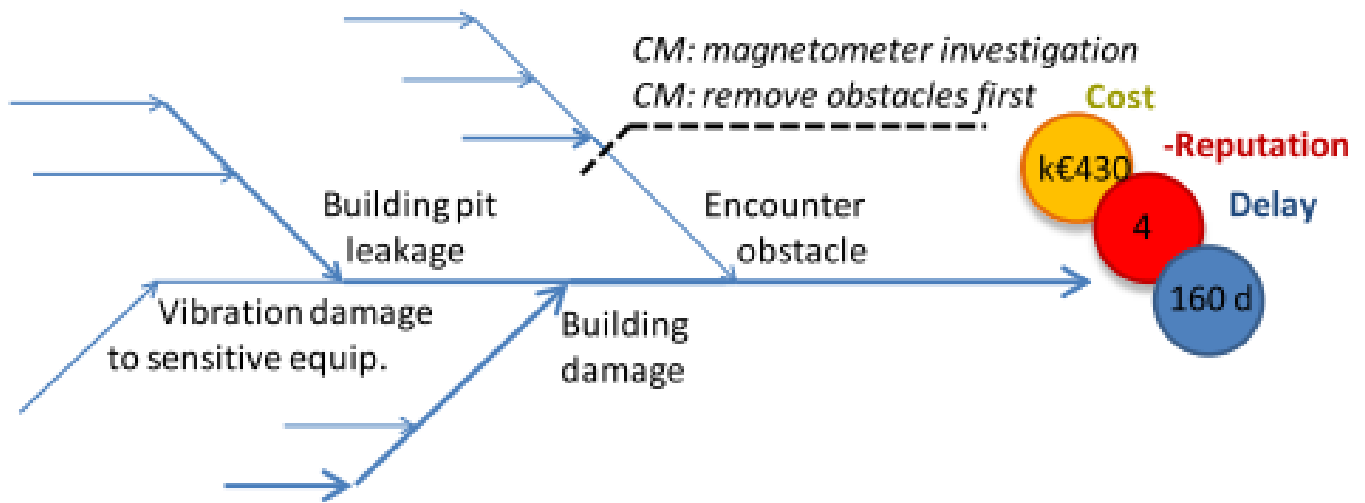 CM: magnetometer investigation
CM: remove obstacles first
Cost
-Reputation
Delay
k€430
4
160 d
Building pit
leakage
Encounter
obstacle
Vibration damage
to sensitive equip.
Building
damage